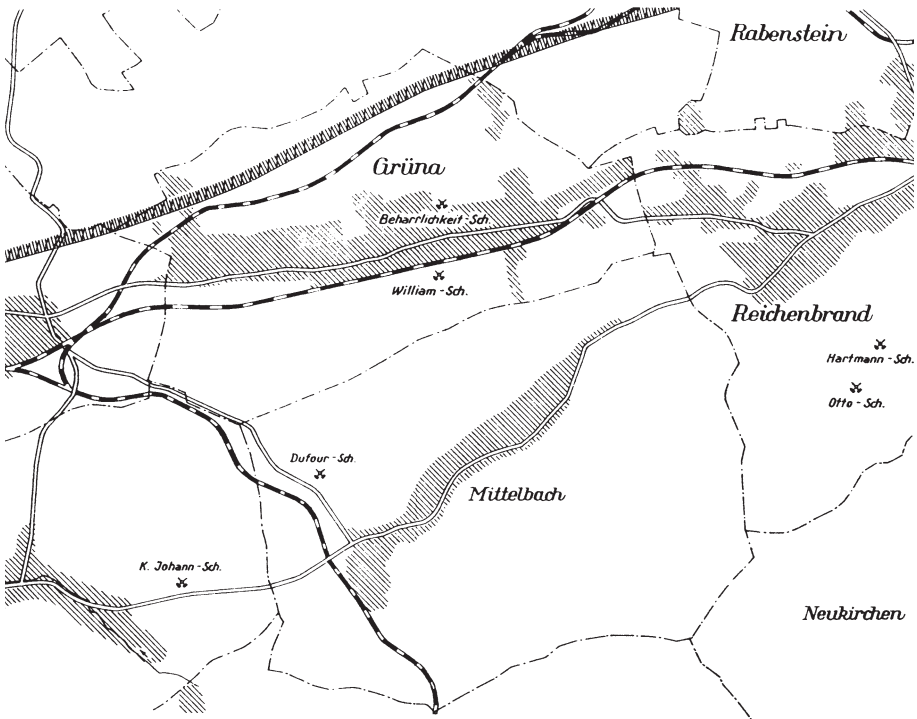 Rabenstein
Grüna
Beharrlichkeit-Sch.
William-Sch.
Reichenbrand
Hartmann-Sch.
Otto-Sch.
Dufour-Sch.
Mittelbach
K. Johann-Sch.
Neukirchen